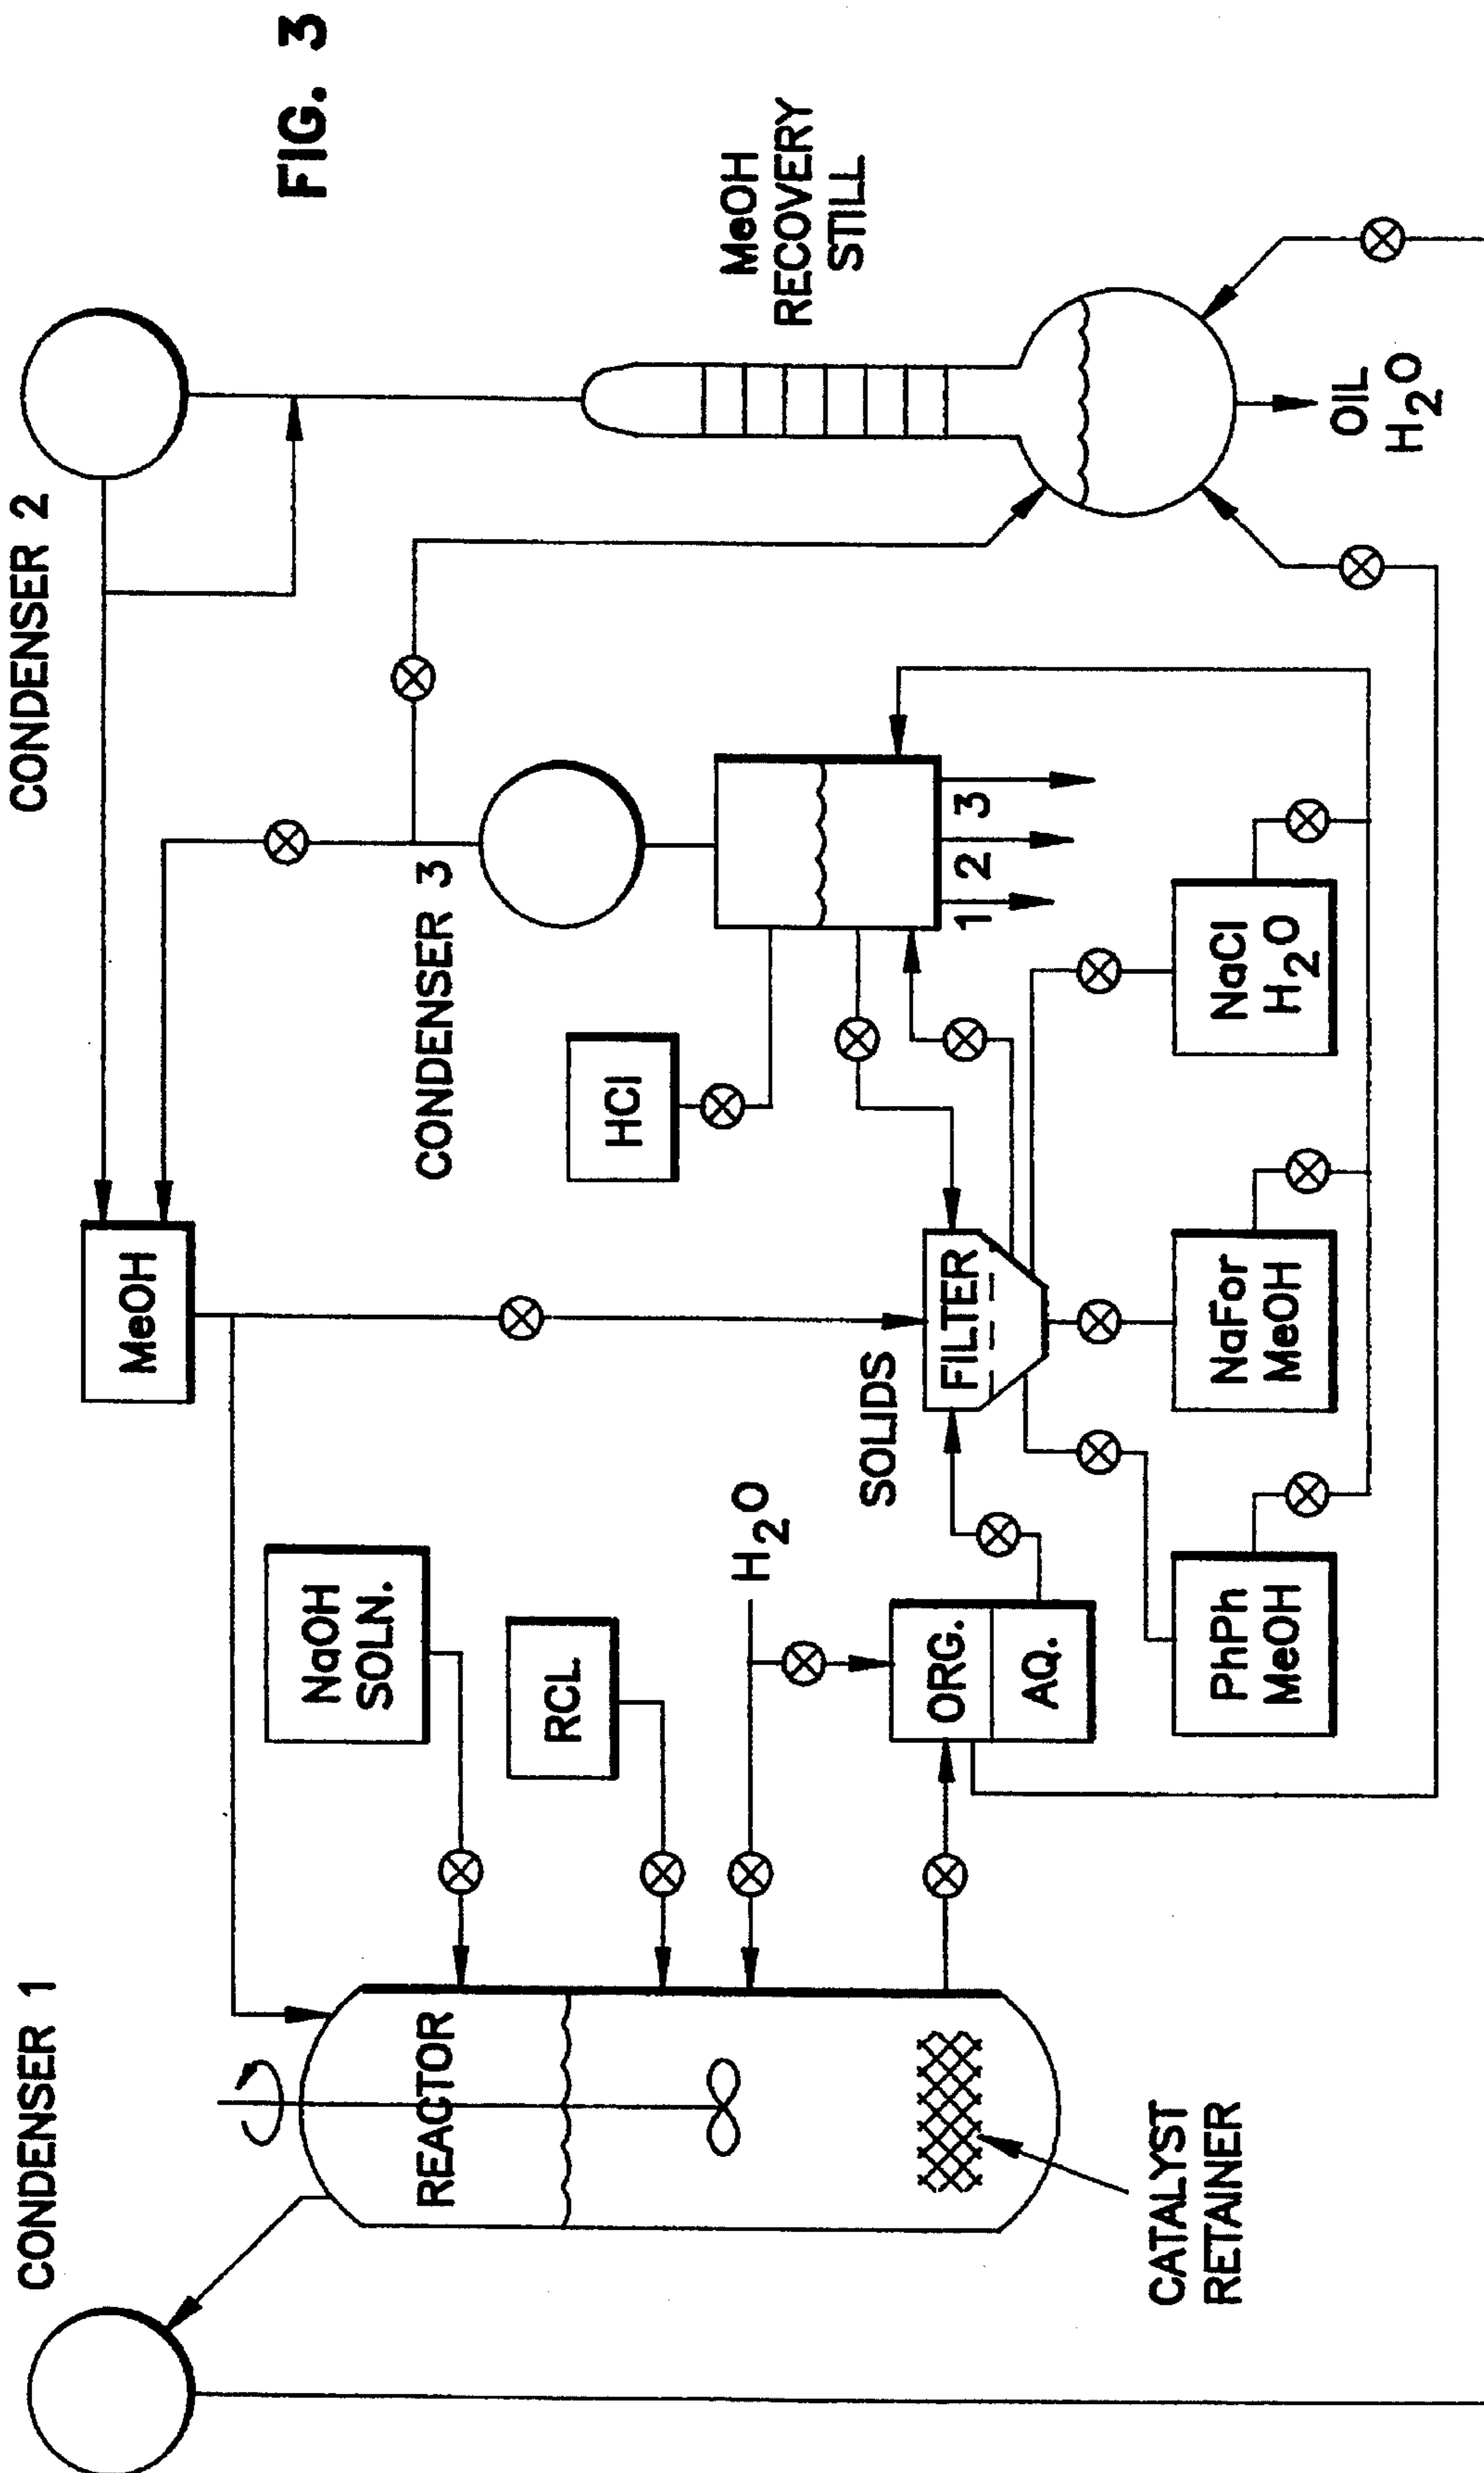 FIG. 3
CONDENSER 1
CONDENSER 2
MeOH
NaOH
SOLN.
REACTOR
RCL
H₂O
HCl
CONDENSER 3
MeOH
RECOVERY
STILL
SOLIDS
FILTER
ORG.
AQ.
1 2 3
CATALYST
RETAINER
PhPh
MeOH
NaFor
MeOH
NaCl
H₂O
OIL
H₂O